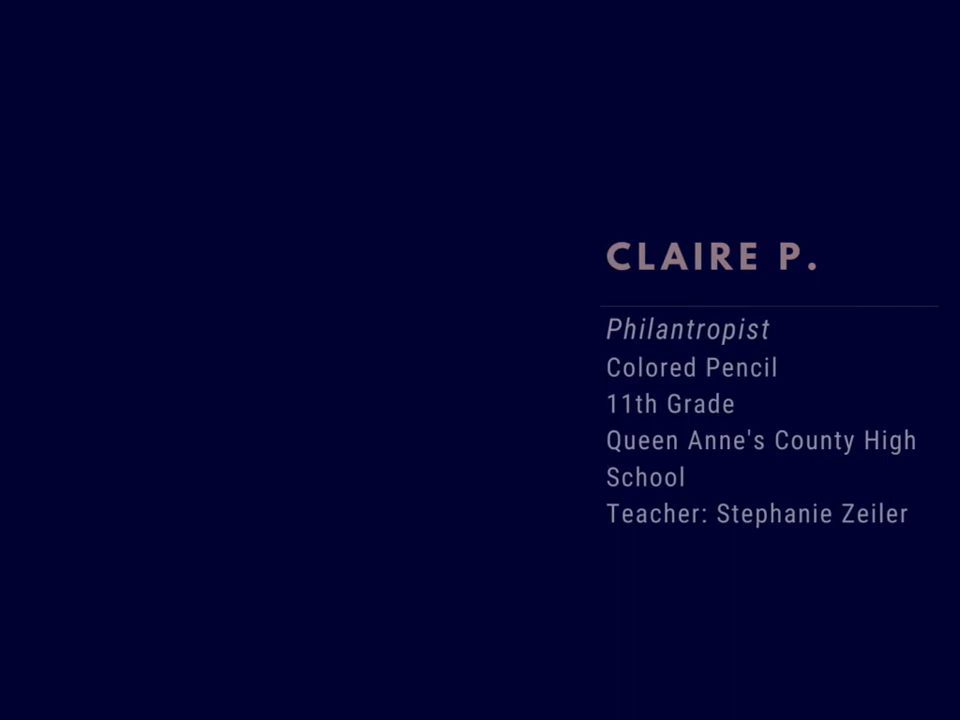 CLAIRE P.
Philantropist
Colored Pencil
11th Grade
Queen Anne's County High
School
Teacher: Stephanie Zeiler